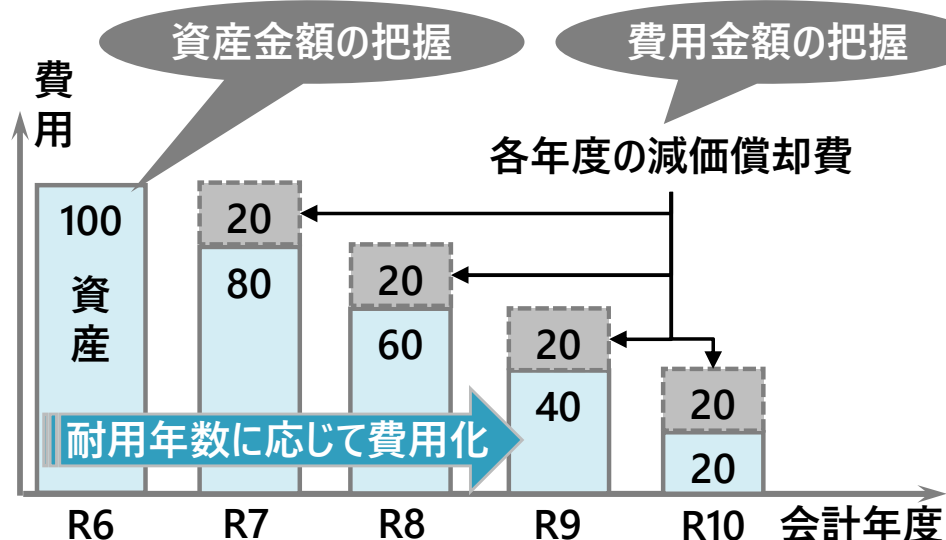 資産金額の把握
費用金額の把握
費用
各年度の減価償却費
100
資産
20
80
20
60
20
40
20
20
耐用年数に応じて費用化
R6
R7
R8
R9
R10
会計年度